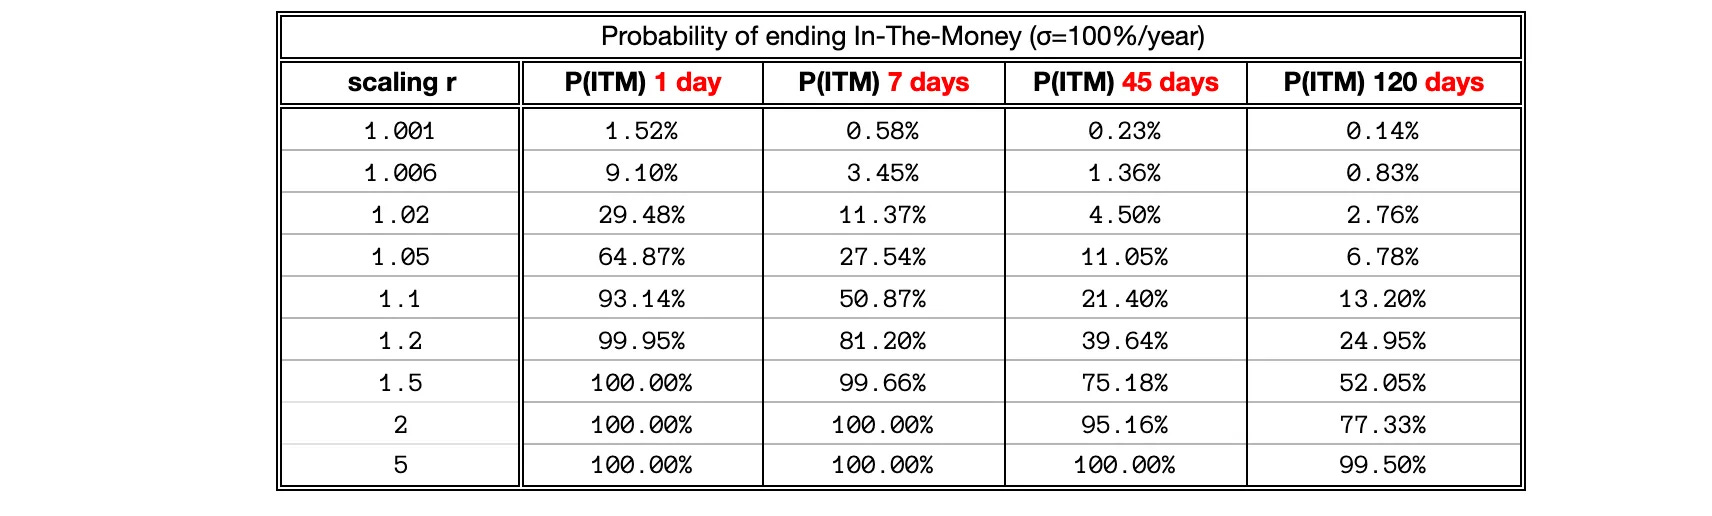 Probability of ending In-The-Money (σ=100%/year)
scaling r P(ITM) 1 day P(ITM) 7 days P(ITM) 45 days P(ITM) 120 days
1.001 1.52% 0.58% 0.23% 0.14%
1.006 9.10% 3.45% 1.36% 0.83%
1.02 29.48% 11.37% 4.50% 2.76%
1.05 64.87% 27.54% 11.05% 6.78%
1.1 93.14% 50.87% 21.40% 13.20%
1.2 99.95% 81.20% 39.64% 24.95%
1.5 100.00% 99.66% 75.18% 52.05%
2 100.00% 100.00% 95.16% 77.33%
5 100.00% 100.00% 100.00% 99.50%